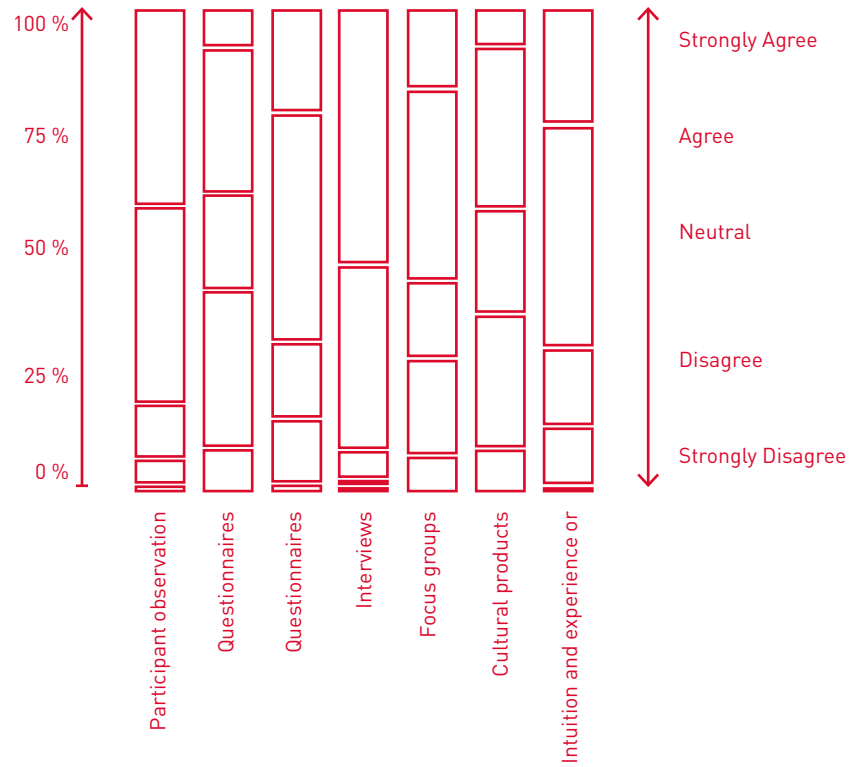 100 %
75 %
50 %
25 %
0 %
Strongly Agree
Agree
Neutral
Disagree
Strongly Disagree
Participant observation
Questionnaires
Questionnaires
Interviews
Focus groups
Cultural products
Intuition and experience or